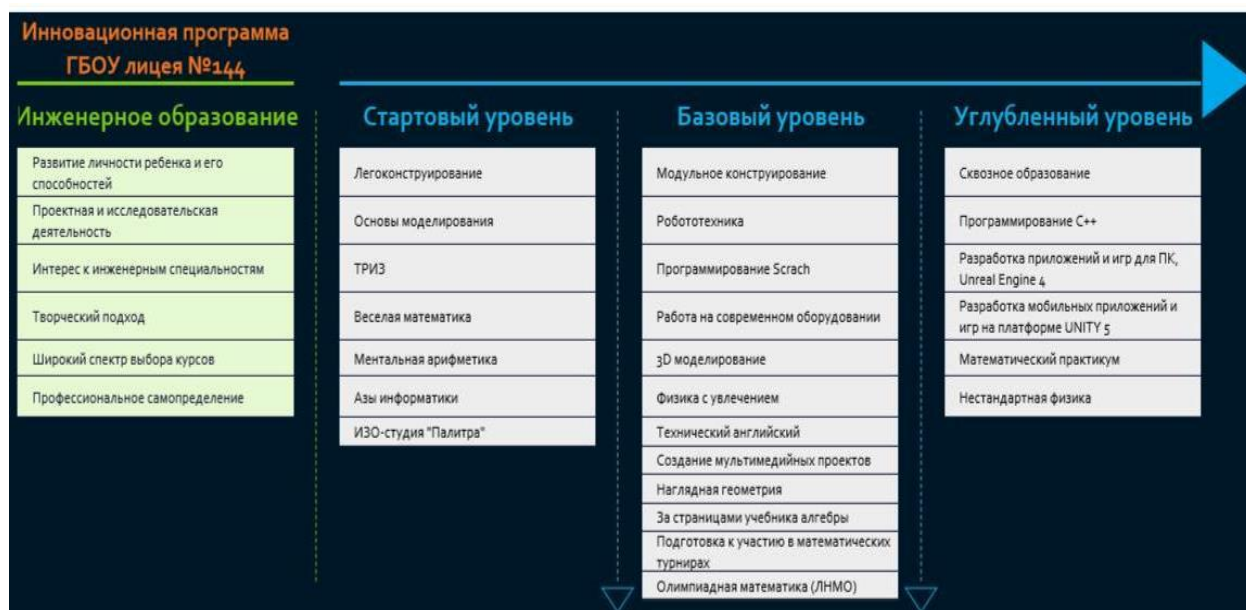 Инновационная программа
ГБОУ лицея №144
Инженерное образование
Развитие личности ребенка и его
способностей
Проектная и исследовательская
деятельность
Интерес к инженерным специальностям
Творческий подход
Широкий спектр выбора курсов
Профессиональное самопределение
Стартовый уровень
Легоконструирование
Основы моделирования
ТРИЗ
Веселая математика
Ментальная арифметика
Азы информатики
ИЗО-студия "Палитра"
Базовый уровень
Модульное конструирование
Робототехника
Программирование Scrach
Работа на современном оборудовании
3D моделирование
Физика с увлечением
Технический английский
Создание мультимедийных проектов
Наглядная геометрия
За страницами учебника алгебры
Подготовка к участию в математических
турнирах
Олимпиадная математика (ЛНМО)
Углубленный уровень
Сквозное образование
Программирование C++
Разработка приложений и игр для ПК,
Unreal Engine 4
Разработка мобильных приложений и
игр на платформе UNITY 5
Математический практикум
Нестандартная физика